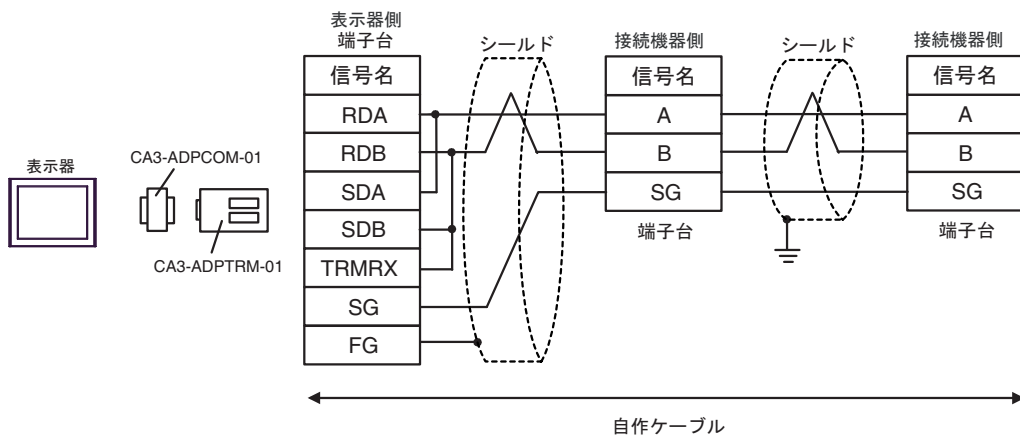 表示器
CA3-ADPCOM-01
CA3-ADPTRM-01
表示器側
端子台
信号名
RDA
RDB
SDA
SDB
TRMRX
SG
FG
シールド
接続機器側
信号名
A
B
SG
端子台
シールド
接続機器側
信号名
A
B
SG
端子台
自作ケーブル